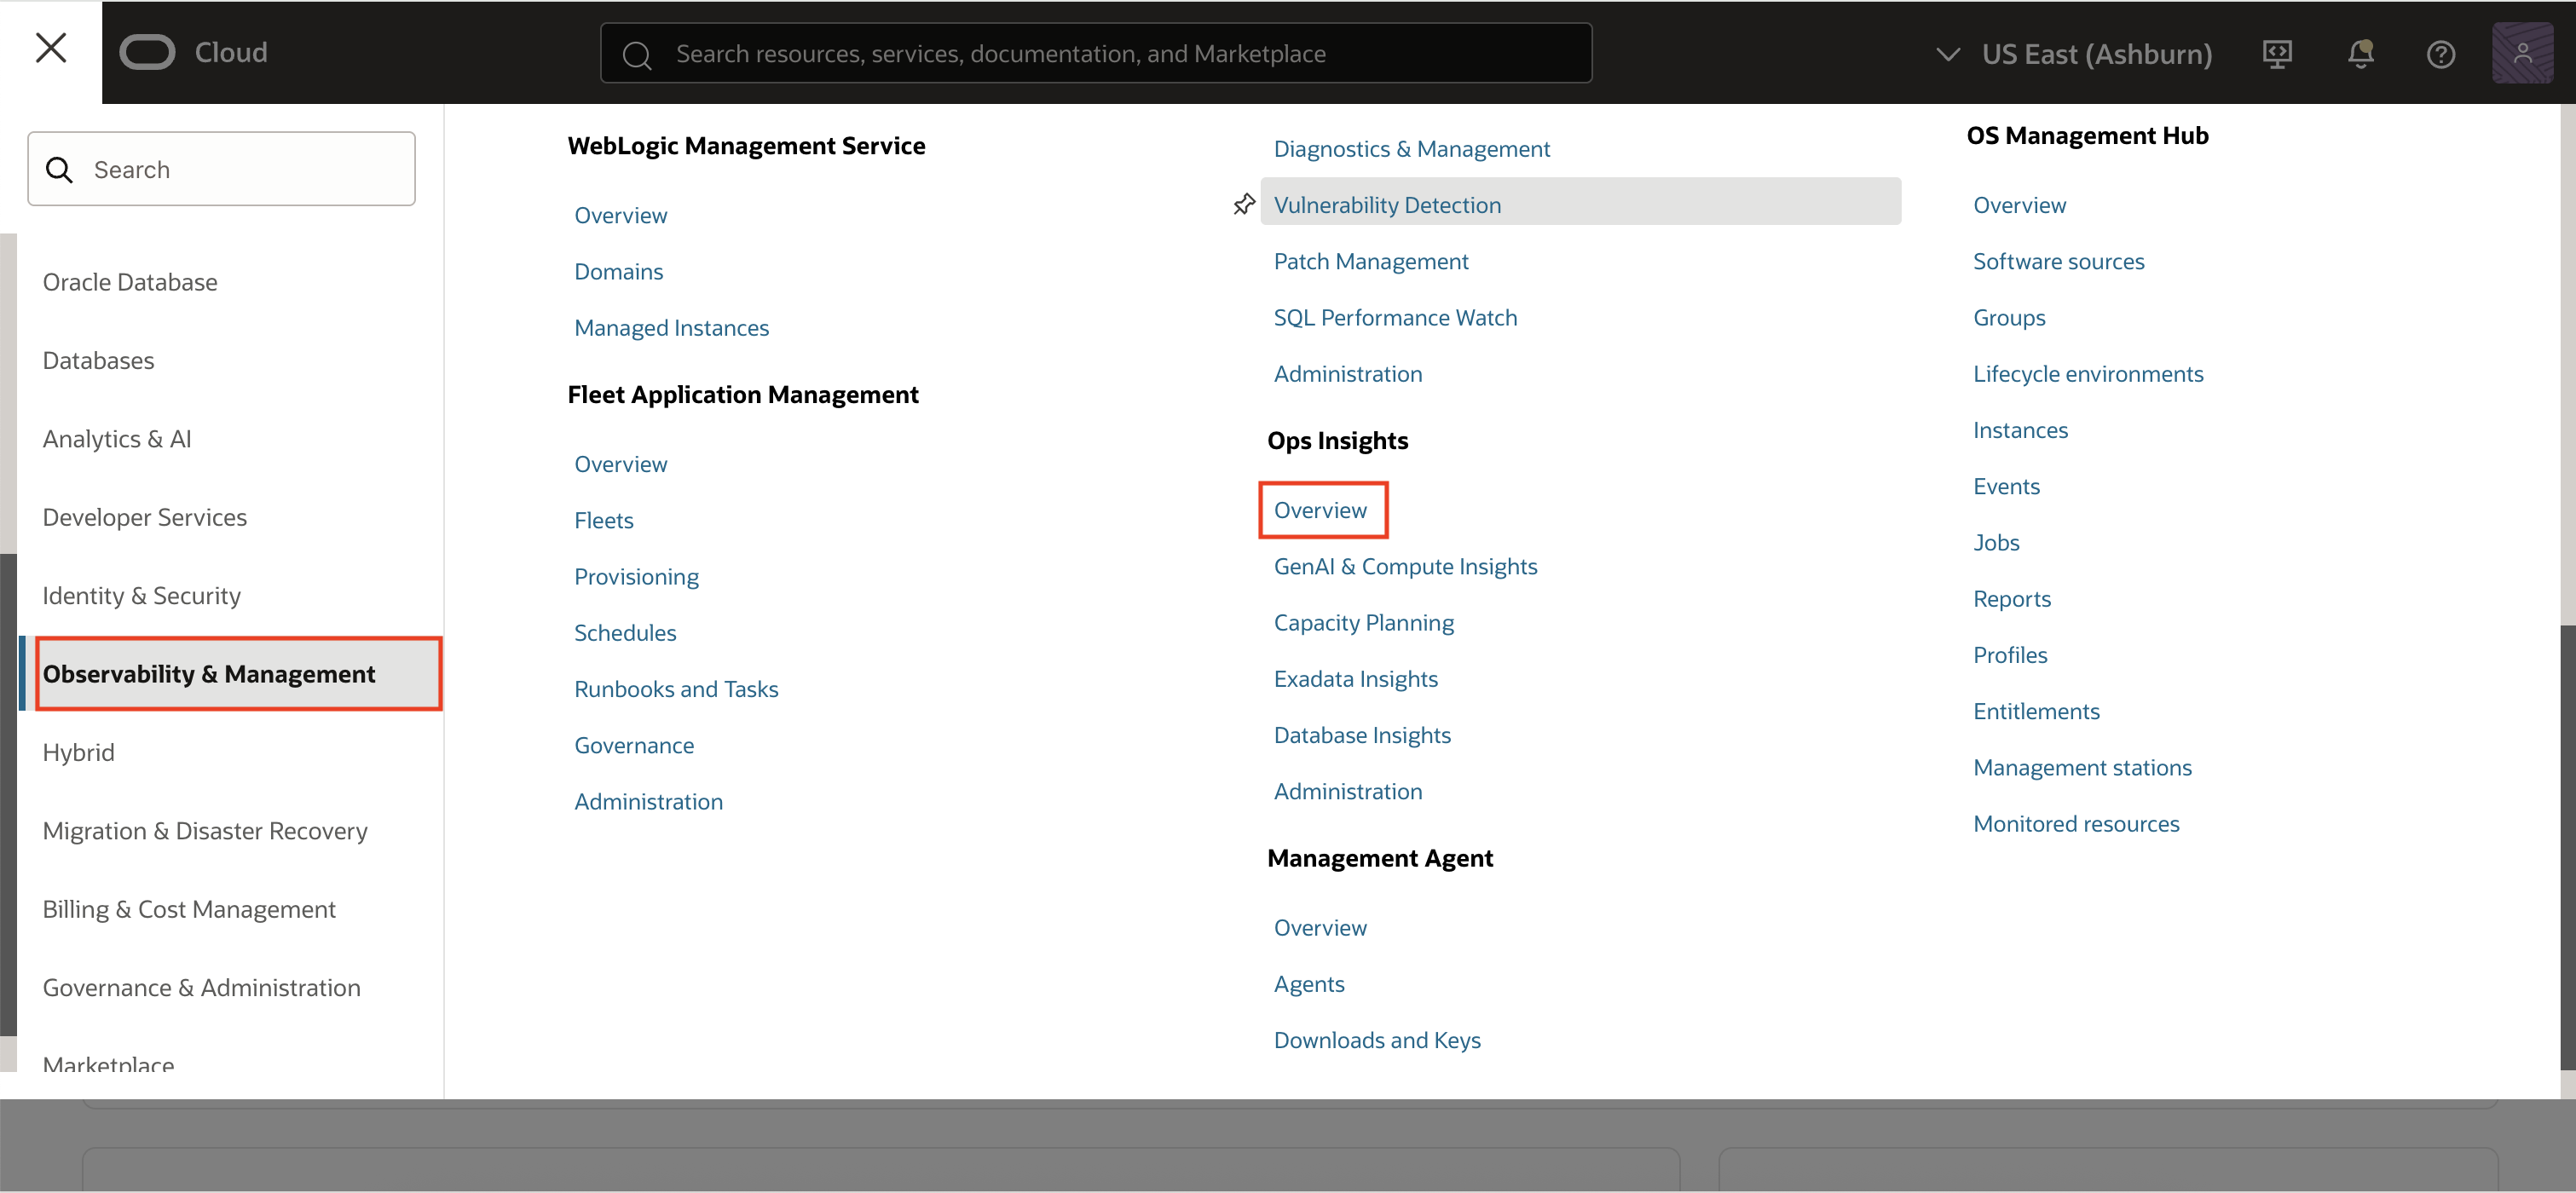 Cloud
Search resources, services, documentation, and Marketplace
US East (Ashburn)
Search
Oracle Database
Databases
Analytics & AI
Developer Services
Identity & Security
Observability & Management
Hybrid
Migration & Disaster Recovery
Billing & Cost Management
Governance & Administration
Marketplace
WebLogic Management Service
Overview
Domains
Managed Instances
Fleet Application Management
Overview
Fleets
Provisioning
Schedules
Runbooks and Tasks
Governance
Administration
Diagnostics & Management
Vulnerability Detection
Patch Management
SQL Performance Watch
Administration
Ops Insights
Overview
GenAI & Compute Insights
Capacity Planning
Exadata Insights
Database Insights
Administration
Management Agent
Overview
Agents
Downloads and Keys
OS Management Hub
Overview
Software sources
Groups
Lifecycle environments
Instances
Events
Jobs
Reports
Profiles
Entitlements
Management stations
Monitored resources